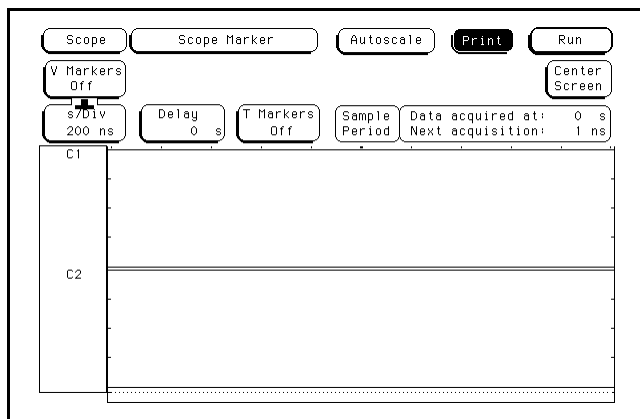 Scope Scope Marker Autoscale Print Run
V Markers Off Center Screen
s/Div 200 ns Delay 0 s T Markers Off Sample Period Data acquired at: 0 s
Next acquisition: 1 ns
C1
C2